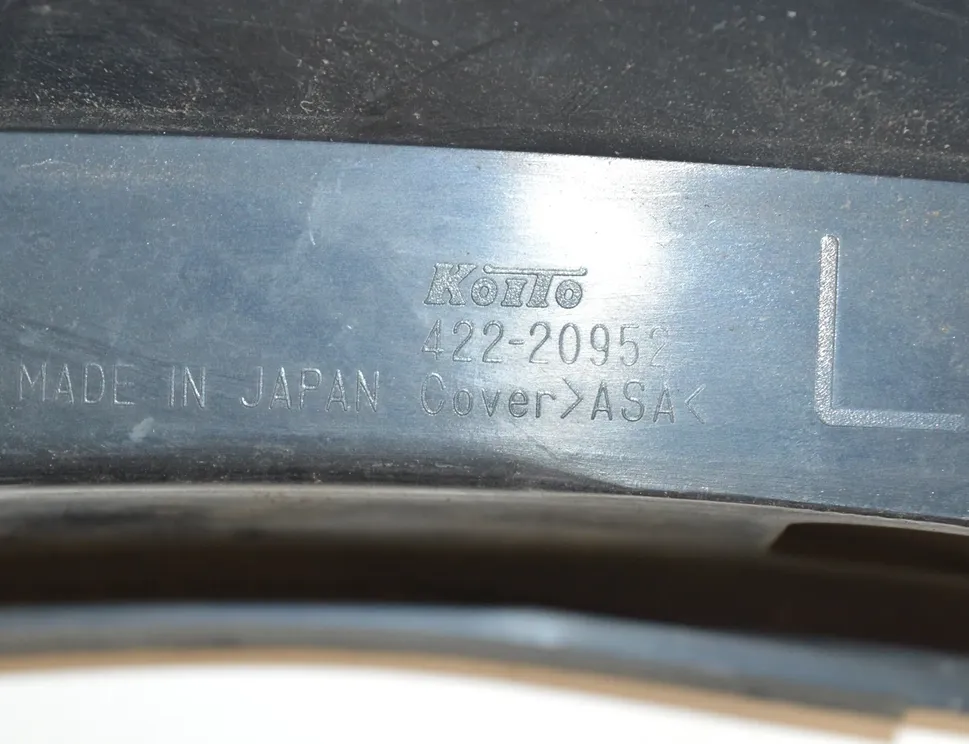 KoiTo
422-20952
MADE IN JAPAN Cover>ASA<
L